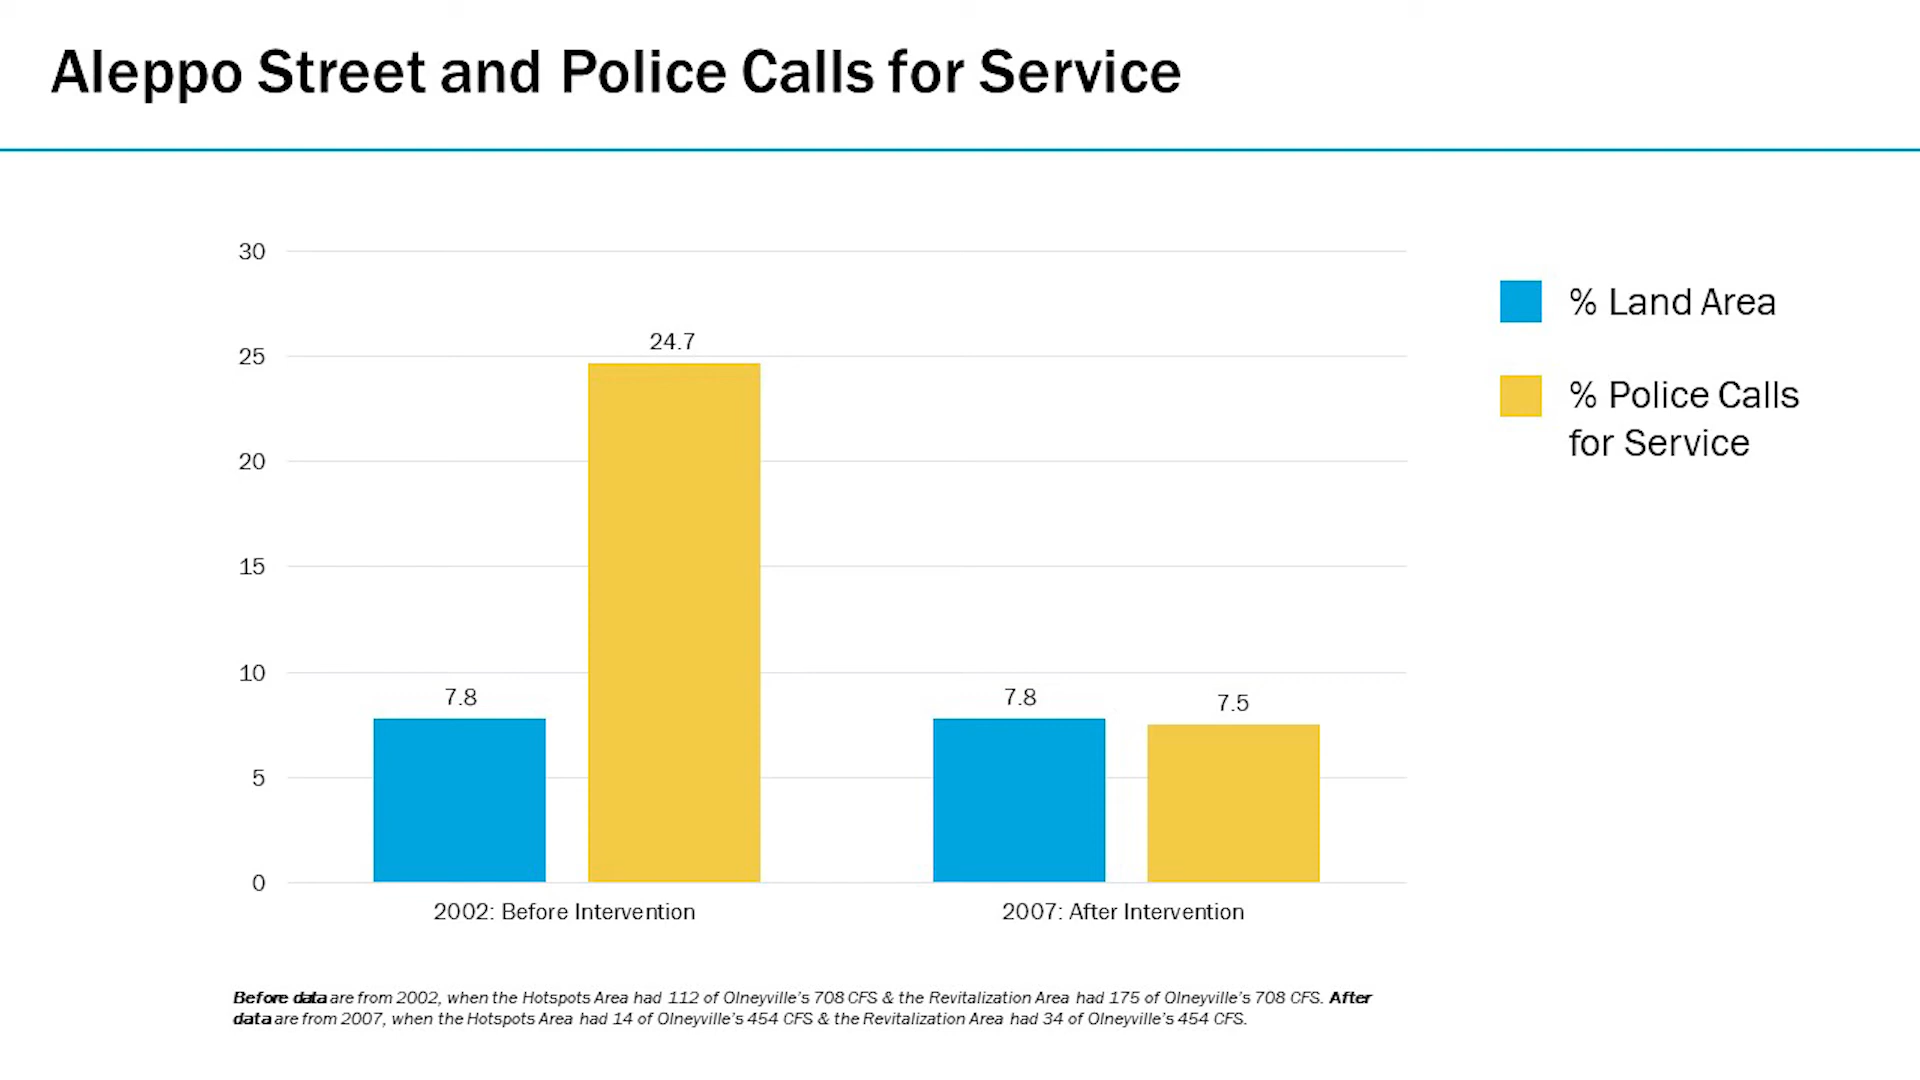 Aleppo Street and Police Calls for Service
30
25
20
15
10
5
0
24.7
7.8
7.8
7.5
2002: Before Intervention
2007: After Intervention
% Land Area
% Police Calls
for Service
Before data are from 2002, when the Hotspots Area had 112 of Olneyville's 708 CFS & the Revitalization Area had 175 of Olneyville's 708 CFS. After
data are from 2007, when the Hotspots Area had 14 of Olneyville's 454 CFS & the Revitalization Area had 34 of Olneyville's 454 CFS.